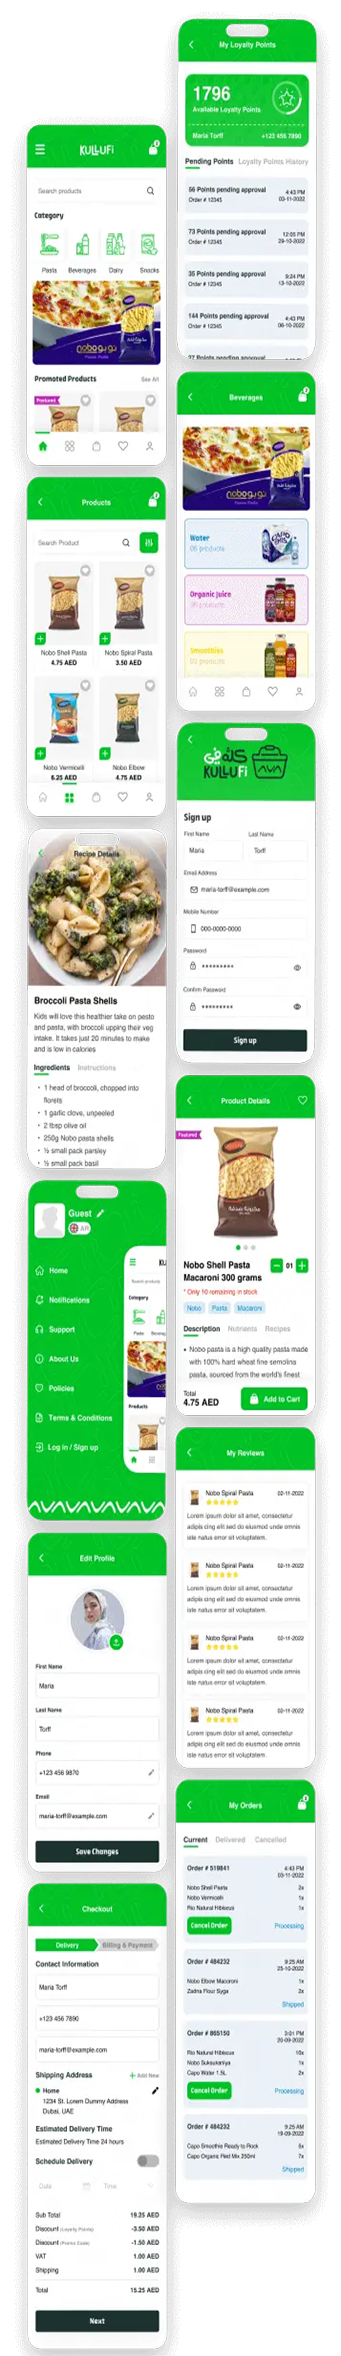 My Loyalty Points
1796
Available Loyalty Points
Maria Torff
+123 456 7890
Pending Points
Loyalty Points History
56 Points pending approval
4:43 PM
Order # 12345
03-11-2022
73 Points pending approval
12:05 PM
Order # 12345
29-10-2022
35 Points pending approval
9:24 PM
Order # 12345
13-10-2022
144 Points pending approval
4:43 PM
Order # 12345
06-10-2022
27 Points pending approval
KULLUFi
Search products
Category
Pasta
Beverages
Dairy
Snacks
nobo نوبو
Promoted Products
See All
Featured
Beverages
nobo نوبو
Water
06 products
Organic Juice
Smoothies
Products
Search Product
Nobo Shell Pasta
4.75 AED
Nobo Spiral Pasta
3.50 AED
Nobo Vermicelli
6.25 AED
Nobo Elbow
4.75 AED
كله في
KULLUFi
Sign up
First Name
Last Name
Maria
Torff
Email Address
maria-torff@example.com
Mobile Number
000-0000-0000
Password
*********
Confirm Password
*********
Sign up
Recipe Details
Broccoli Pasta Shells
Kids will love this healthier take on pesto
and pasta, with broccoli upping their veg
intake. It takes just 20 minutes to make
and is low in calories
Ingredients
Instructions
• 1 head of broccoli, chopped into
florets
• 1 garlic clove, unpeeled
• 2 tbsp olive oil
• 250g Nobo pasta shells
• ½ small pack parsley
• ½ small pack basil
Product Details
Featured
Nobo Shell Pasta
Macaroni 300 grams
01
* Only 10 remaining in stock
Nobo
Pasta
Macaroni
Description
Nutrients
Recipes
• Nobo pasta is a high quality pasta made
with 100% hard wheat fine semolina
pasta, sourced from the world's finest
Total
4.75 AED
Add to Cart
Guest
AR
Home
Notifications
Support
About Us
Policies
Terms & Conditions
Log in / Sign up
Search products
Category
Pasta
Products
My Reviews
Nobo Spiral Pasta
02-11-2022
Lorem ipsum dolor sit amet, consectetur
adipis cing elit sed do eiusmod unde omnis
iste natus error sit voluptatem.
Nobo Spiral Pasta
02-11-2022
Lorem ipsum dolor sit amet, consectetur
adipis cing elit sed do eiusmod unde omnis
iste natus error sit voluptatem.
Nobo Spiral Pasta
02-11-2022
Lorem ipsum dolor sit amet, consectetur
adipis cing elit sed do eiusmod unde omnis
iste natus error sit voluptatem.
Nobo Spiral Pasta
02-11-2022
Lorem ipsum dolor sit amet, consectetur
adipis cing elit sed do eiusmod unde omnis
iste natus error sit voluptatem.
Edit Profile
First Name
Maria
Last Name
Torff
Phone
+123 456 9870
Email
maria-torff@example.com
Save Changes
My Orders
Current
Delivered
Cancelled
Order # 519841
4:43 PM
03-11-2022
Nobo Shell Pasta
2x
Nobo Vermicelli
1x
Rio Natural Hibiscus
1x
Cancel Order
Processing
Order # 484232
9:25 AM
25-10-2022
Nobo Elbow Macaroni
1x
Zadna Flour Syga
2x
Shipped
Order # 865150
3:01 PM
20-09-2022
Rio Natural Hibiscus
10x
Nobo Suksukaniya
1x
Capo Water 1.5L
2x
Cancel Order
Processing
Order # 484232
9:25 AM
19-09-2022
Capo Smoothie Ready to Rock
5x
Capo Organic Red Mix 250ml
7x
Shipped
Checkout
Delivery
Billing & Payment
Contact Information
Maria Torff
+123 456 7890
maria-torff@example.com
Shipping Address
+ Add New
Home
1234 St. Lorem Dummy Address
Dubai, UAE
Estimated Delivery Time
Estimated Delivery Time 24 hours
Schedule Delivery
Date
Time
Sub Total
19.25 AED
Discount (Loyalty Points)
-3.50 AED
Discount (Promo Code)
-1.50 AED
VAT
1.00 AED
Shipping
1.00 AED
Total
15.25 AED
Next